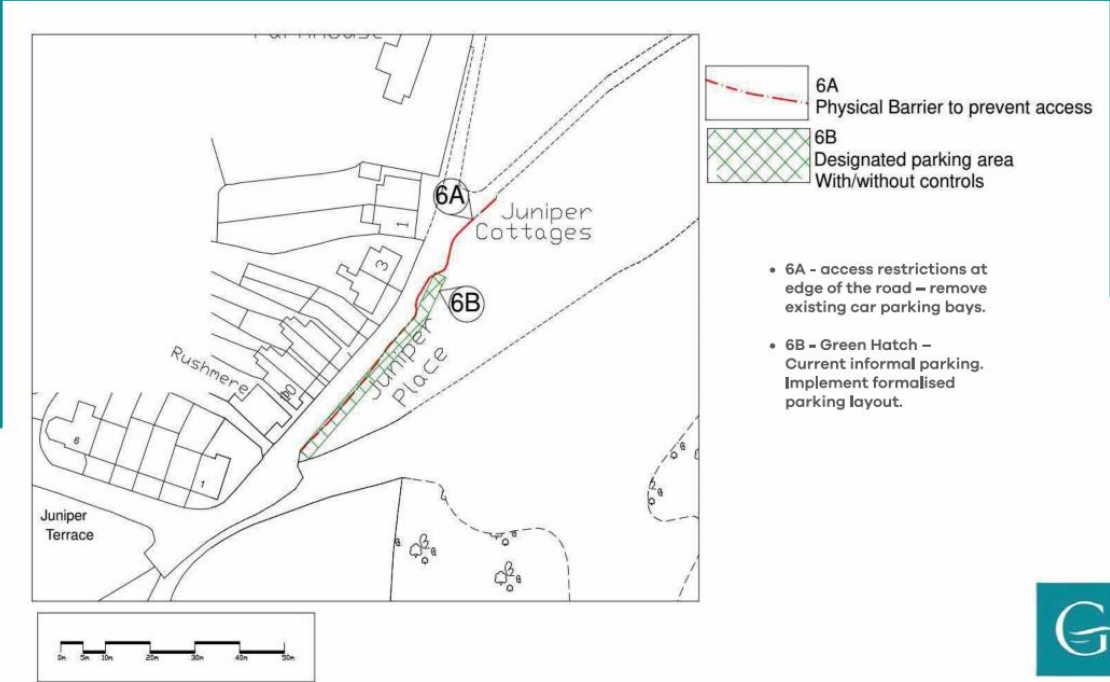 6A
Physical Barrier to prevent access
6B
Designated parking area
With/without controls
6A
Juniper
Cottages
1
3
6B
Juniper
Place
Rushmere
6
1
Juniper
Terrace
• 6A - access restrictions at
edge of the road – remove
existing car parking bays.
• 6B - Green Hatch –
Current informal parking.
Implement formalised
parking layout.
0m 5m 10m 20m 30m 40m 50m
G